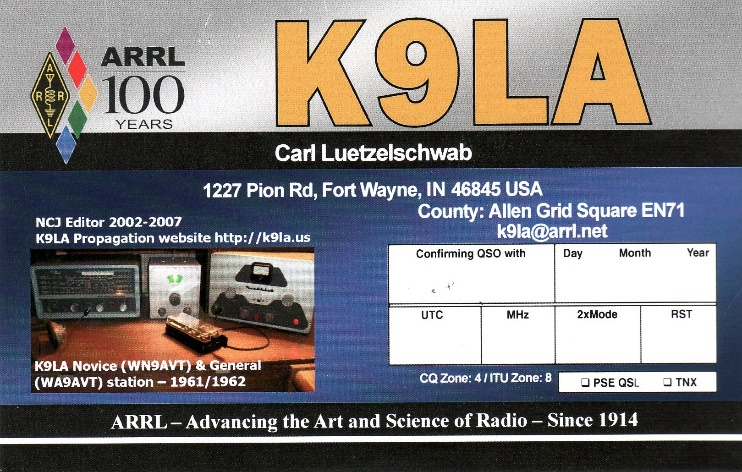 ARRL
100
YEARS
A
R R
L
K9LA
Carl Luetzelschwab
1227 Pion Rd, Fort Wayne, IN 46845 USA
County: Allen Grid Square EN71
k9la@arrl.net
NCJ Editor 2002-2007
K9LA Propagation website http://k9la.us
K9LA Novice (WN9AVT) & General
(WA9AVT) station – 1961/1962
Confirming QSO with Day Month Year
UTC MHz 2xMode RST
CQ Zone: 4 / ITU Zone: 8
PSE QSL TNX
ARRL – Advancing the Art and Science of Radio – Since 1914